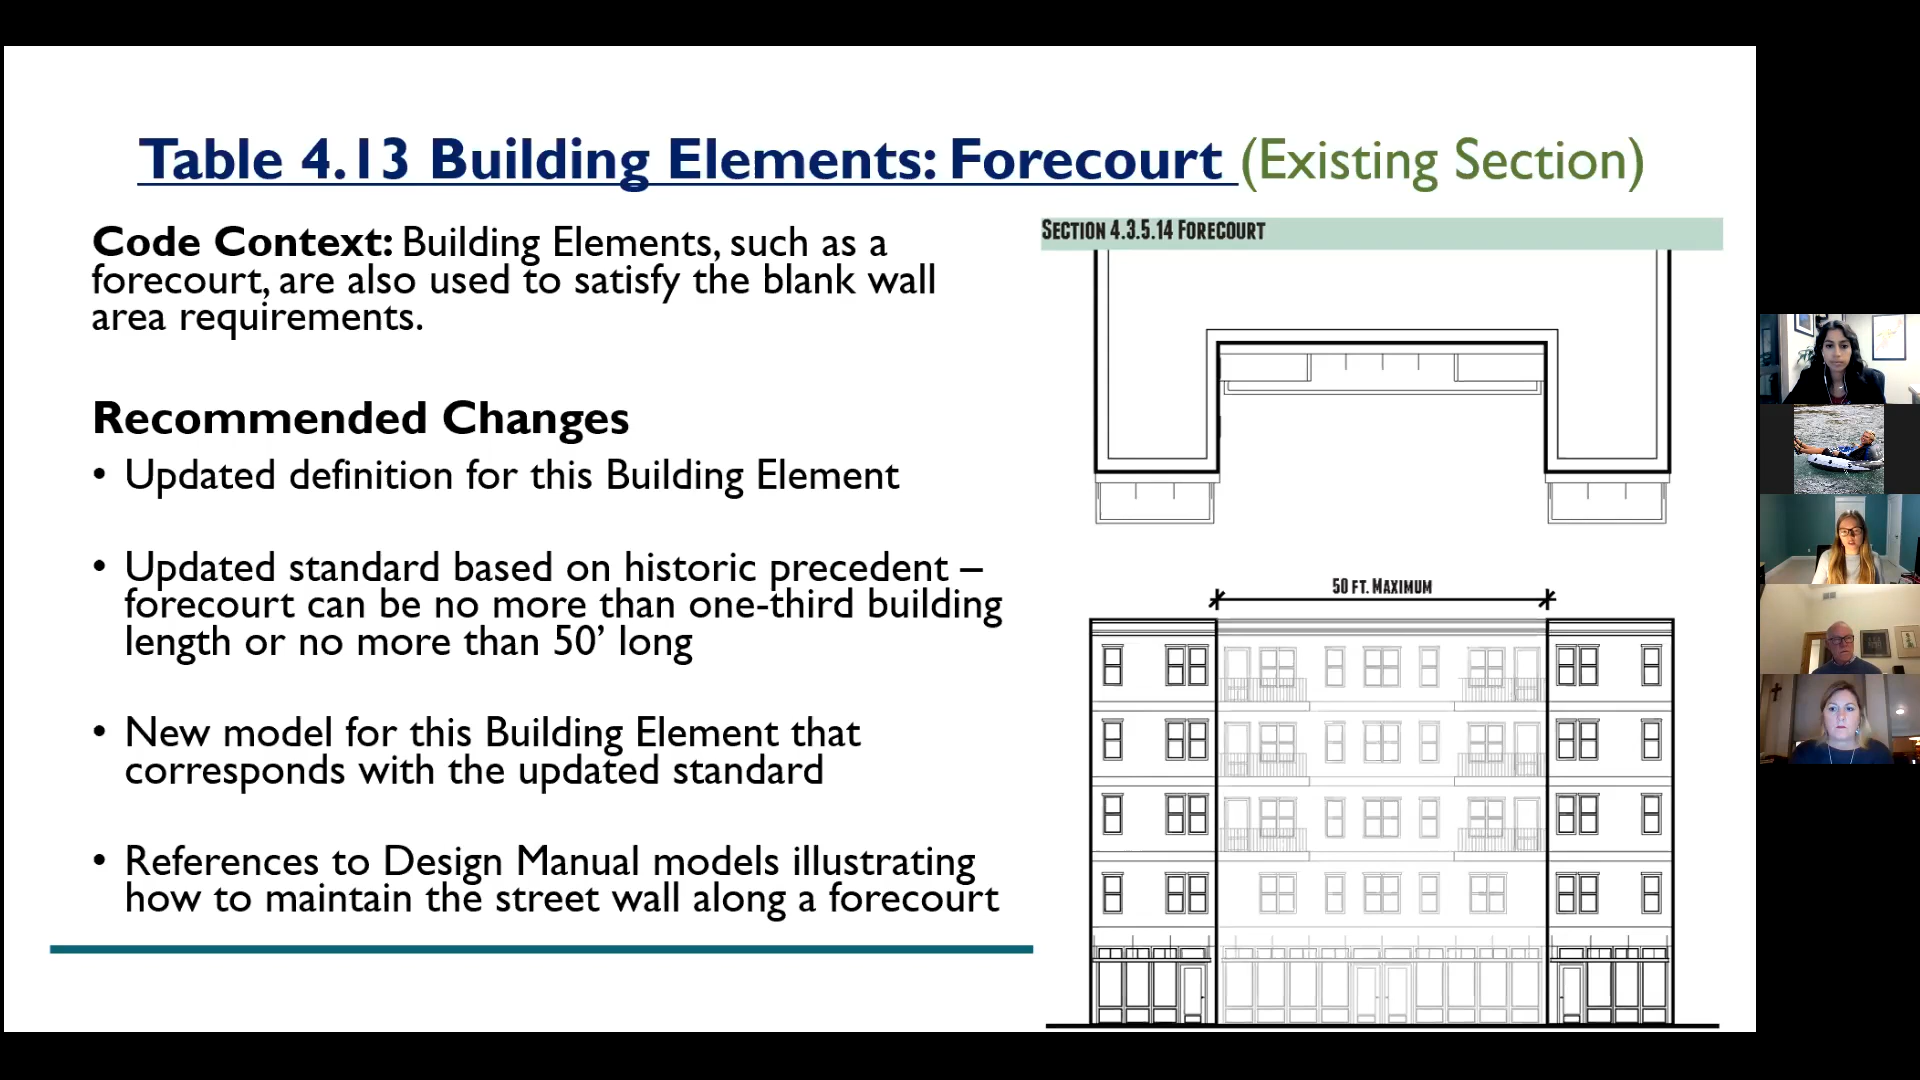 Table 4.13 Building Elements: Forecourt (Existing Section)
Code Context: Building Elements, such as a
forecourt, are also used to satisfy the blank wall
area requirements.
Recommended Changes
• Updated definition for this Building Element
• Updated standard based on historic precedent –
forecourt can be no more than one-third building
length or no more than 50’ long
• New model for this Building Element that
corresponds with the updated standard
• References to Design Manual models illustrating
how to maintain the street wall along a forecourt
SECTION 4.3.5.14 FORECOURT
50 FT. MAXIMUM